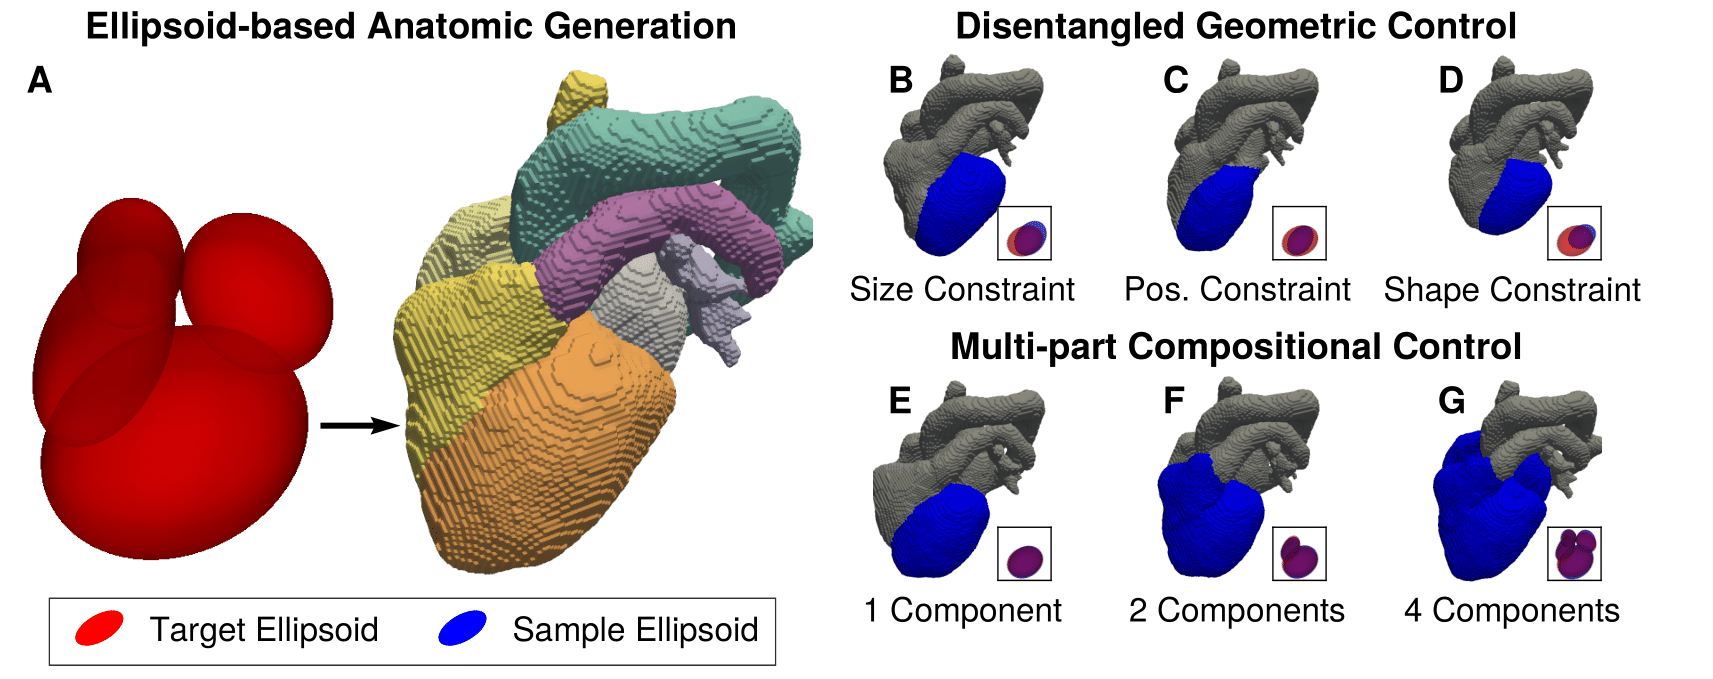 Ellipsoid-based Anatomic Generation
A
Target Ellipsoid
Sample Ellipsoid
Disentangled Geometric Control
B
C
D
Size Constraint
Pos. Constraint
Shape Constraint
Multi-part Compositional Control
E
F
G
1 Component
2 Components
4 Components